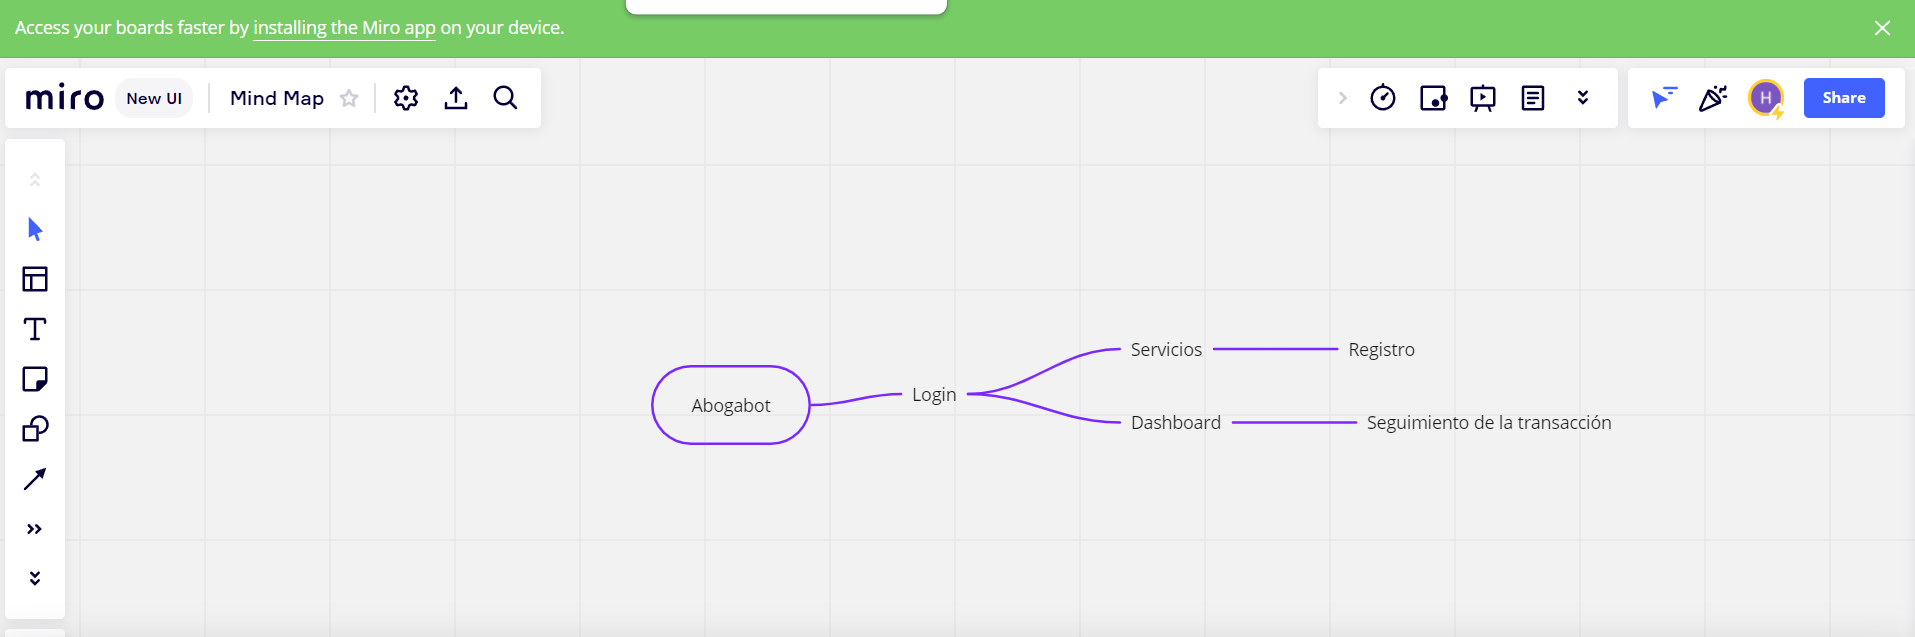 Access your boards faster by installing the Miro app on your device.
miro New UI Mind Map H Share
Servicios Registro
Login
Abogabot
Dashboard Seguimiento de la transacción